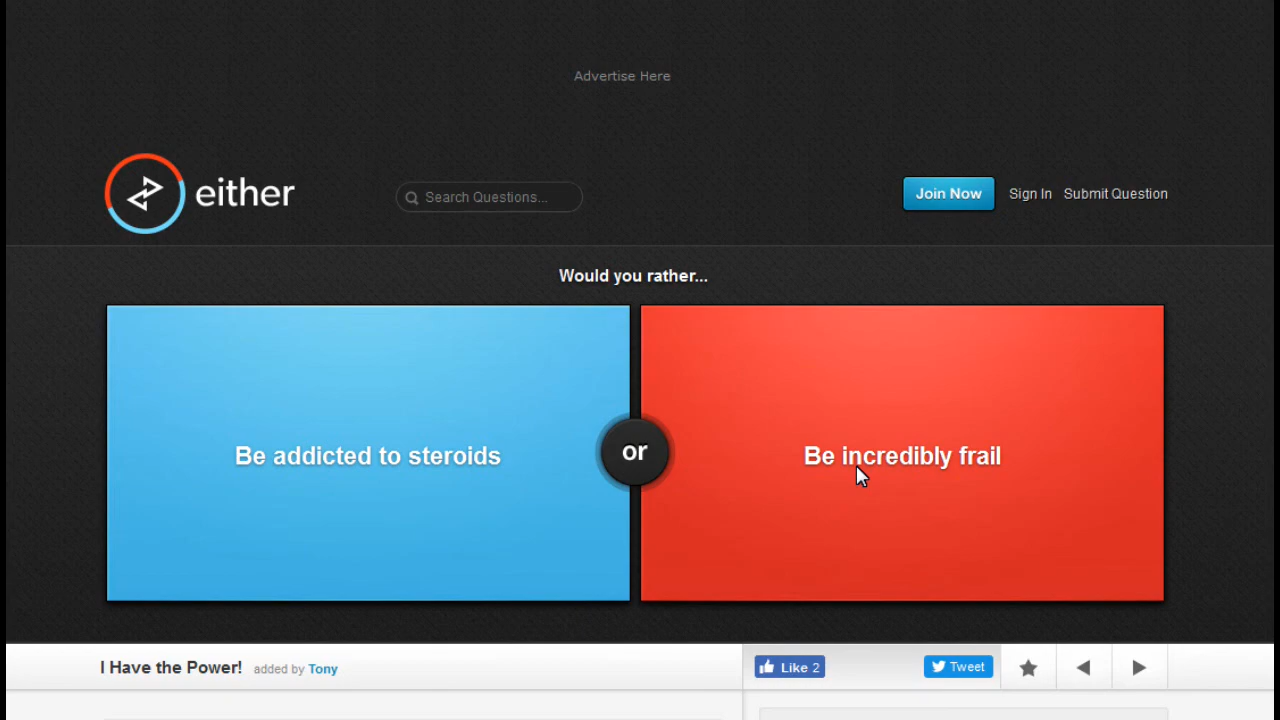 Advertise Here
either
Search Questions...
Join Now
Sign In
Submit Question
Would you rather...
Be addicted to steroids
or
Be incredibly frail
I Have the Power! added by Tony
Like 2
Tweet